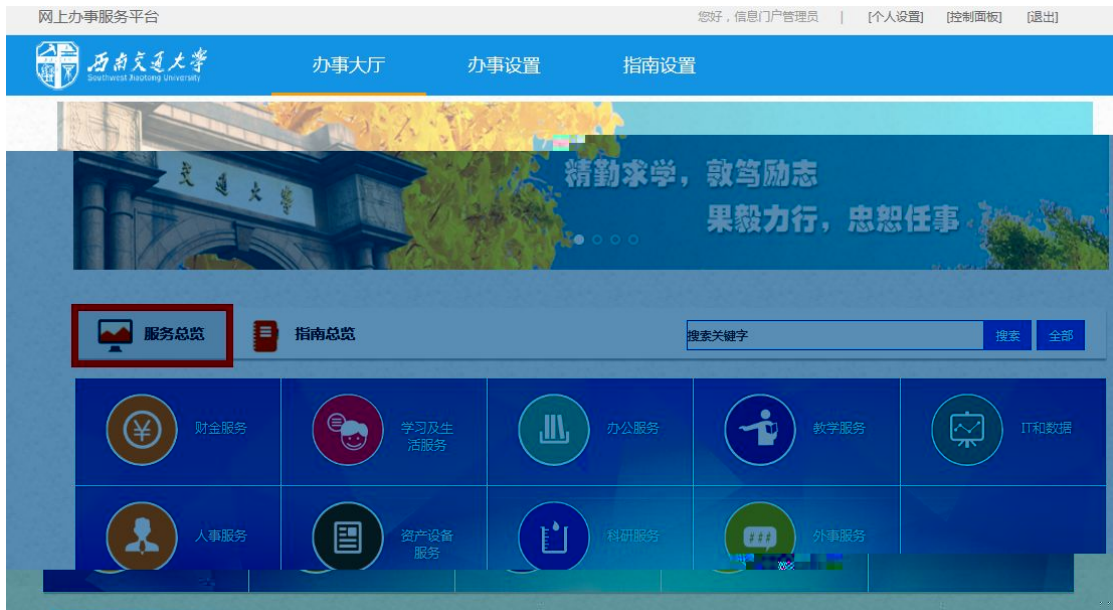 网上办事服务平台
您好，信息门户管理员 | [个人设置] [控制面板] [退出]
西南交通大学
Southwest Jiaotong University
办事大厅 办事设置 指南设置
交通大学
精勤求学，敦笃励志
果毅力行，忠恕任事
服务总览 指南总览 搜索关键字 搜索 全部
财金服务 学习及生活服务 办公服务 教学服务 IT和数据
人事服务 资产设备服务 科研服务 外事服务